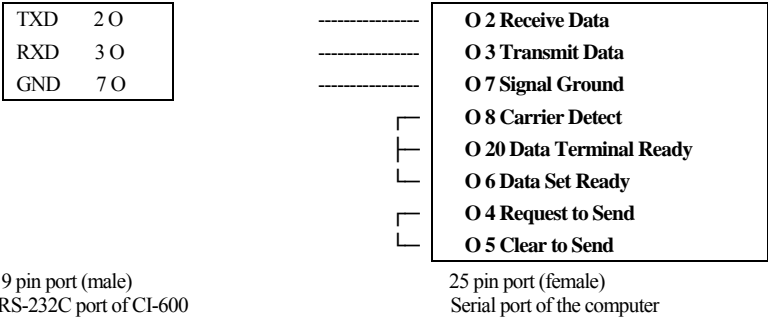 TXD 2 O ---------------- O 2 Receive Data
RXD 3 O ---------------- O 3 Transmit Data
GND 7 O ---------------- O 7 Signal Ground
O 8 Carrier Detect
O 20 Data Terminal Ready
O 6 Data Set Ready
O 4 Request to Send
O 5 Clear to Send
9 pin port (male) 25 pin port (female)
RS-232C port of CI-600 Serial port of the computer